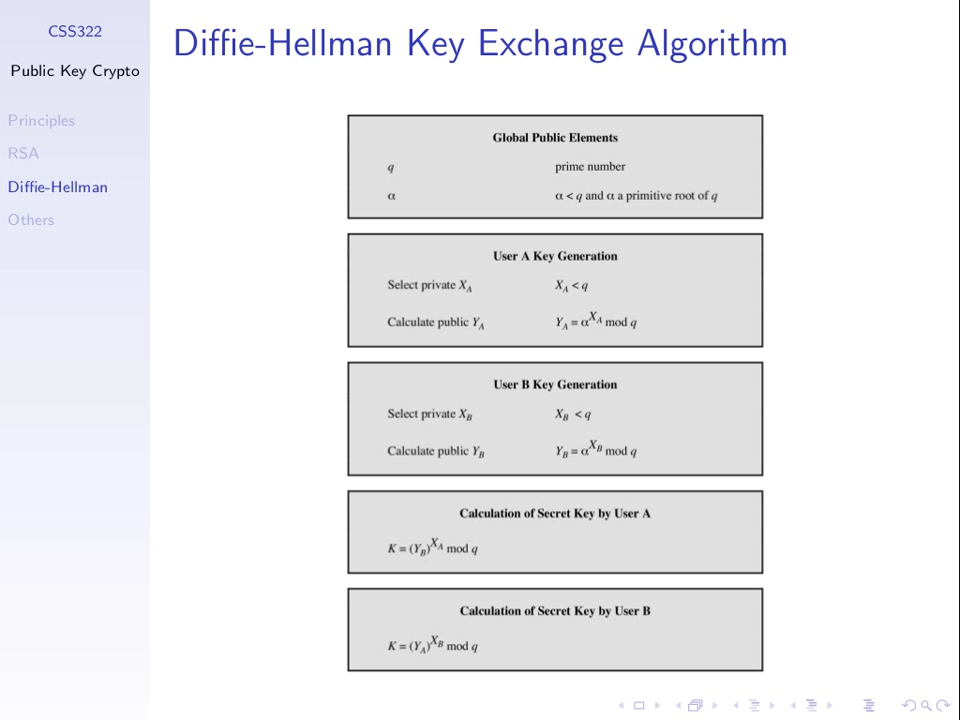 CSS322
Public Key Crypto
Principles
RSA
Diffie-Hellman
Others
Diffie-Hellman Key Exchange Algorithm
Global Public Elements
q prime number
α α < q and α a primitive root of q
User A Key Generation
Select private X_A X_A < q
Calculate public Y_A Y_A = α^{X_A} mod q
User B Key Generation
Select private X_B X_B < q
Calculate public Y_B Y_B = α^{X_B} mod q
Calculation of Secret Key by User A
K = (Y_B)^{X_A} mod q
Calculation of Secret Key by User B
K = (Y_A)^{X_B} mod q